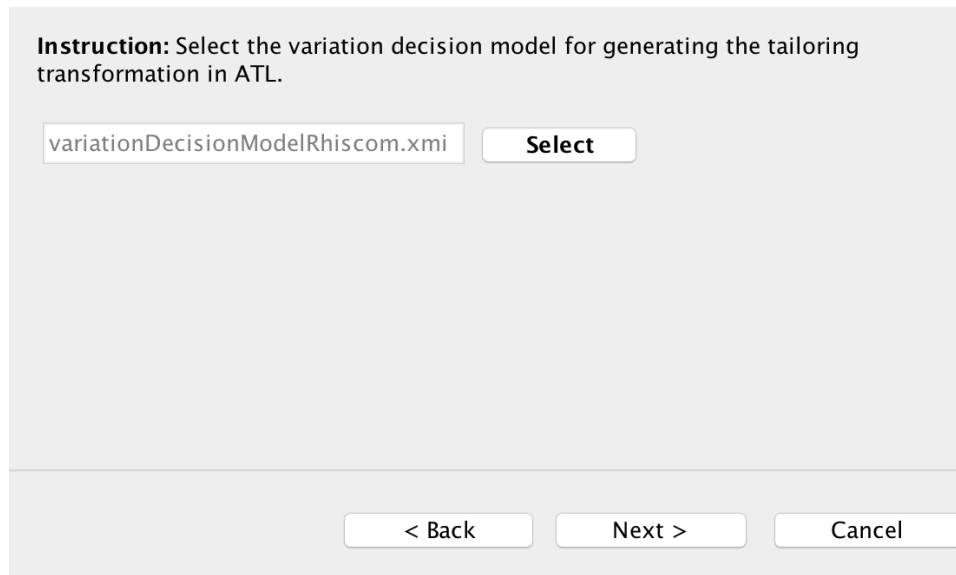 Instruction: Select the variation decision model for generating the tailoring
transformation in ATL.
variationDecisionModelRhiscom.xmi Select
< Back Next > Cancel